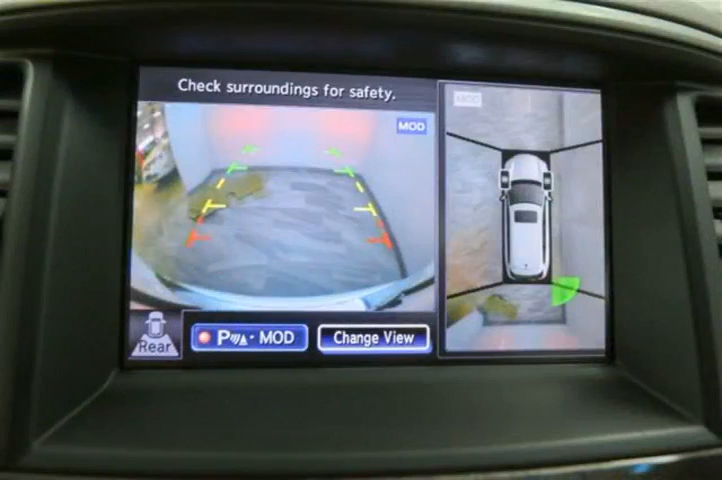 Check surroundings for safety.
MOD
MOD
Rear
P · MOD
Change View